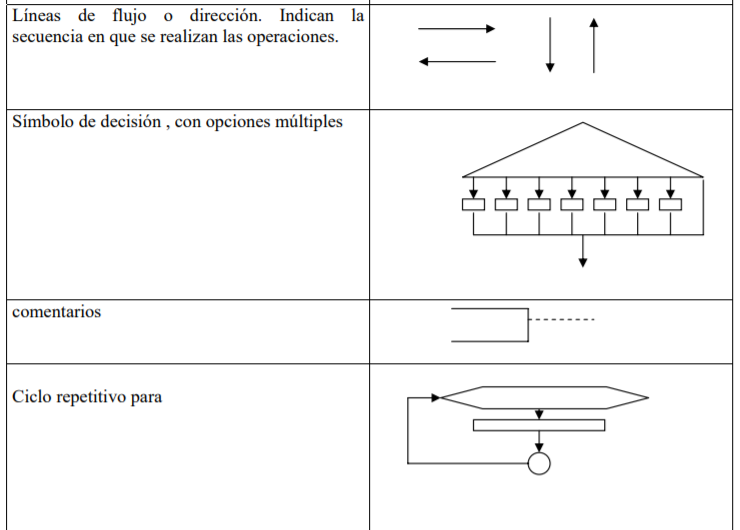 Líneas de flujo o dirección. Indican la
secuencia en que se realizan las operaciones.
Símbolo de decisión , con opciones múltiples
comentarios
Ciclo repetitivo para